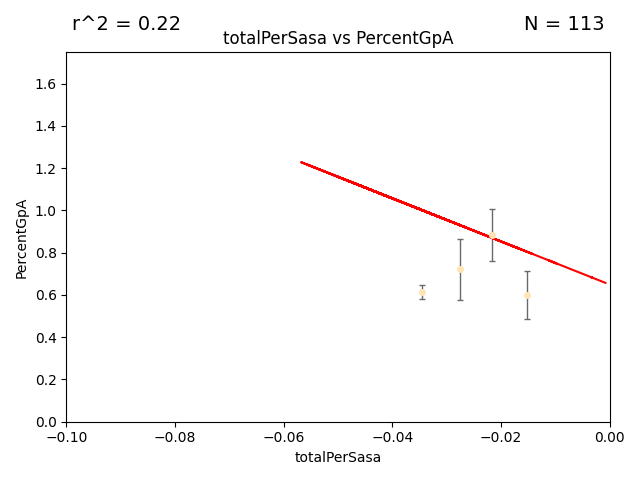 r^2 = 0.22
N = 113
totalPerSasa vs PercentGpA
PercentGpA
1.6
1.4
1.2
1.0
0.8
0.6
0.4
0.2
0.0
−0.10 −0.08 −0.06 −0.04 −0.02 0.00
totalPerSasa